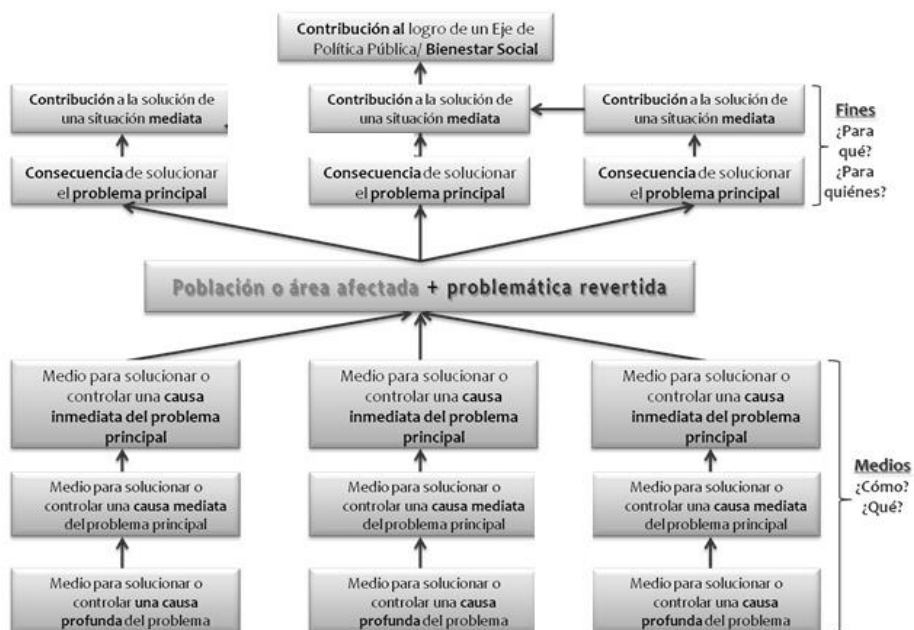 Contribución al logro de un Eje de
Política Pública/ Bienestar Social
Contribución a la solución de
una situación mediata
Contribución a la solución de
una situación mediata
Contribución a la solución de
una situación mediata
Fines
¿Para
qué?
¿Para
quiénes?
Consecuencia de solucionar
el problema principal
Consecuencia de solucionar
el problema principal
Consecuencia de solucionar
el problema principal
Población o área afectada + problemática revertida
Medio para solucionar o
controlar una causa
inmediata del problema
principal
Medio para solucionar o
controlar una causa
inmediata del problema
principal
Medio para solucionar o
controlar una causa
inmediata del problema
principal
Medio para solucionar o
controlar una causa mediata
del problema principal
Medio para solucionar o
controlar una causa mediata
del problema principal
Medio para solucionar o
controlar una causa mediata
del problema principal
Medios
¿Cómo?
¿Qué?
Medio para solucionar o
controlar una causa
profunda del problema
Medio para solucionar o
controlar una causa
profunda del problema
Medio para solucionar o
controlar una causa
profunda del problema